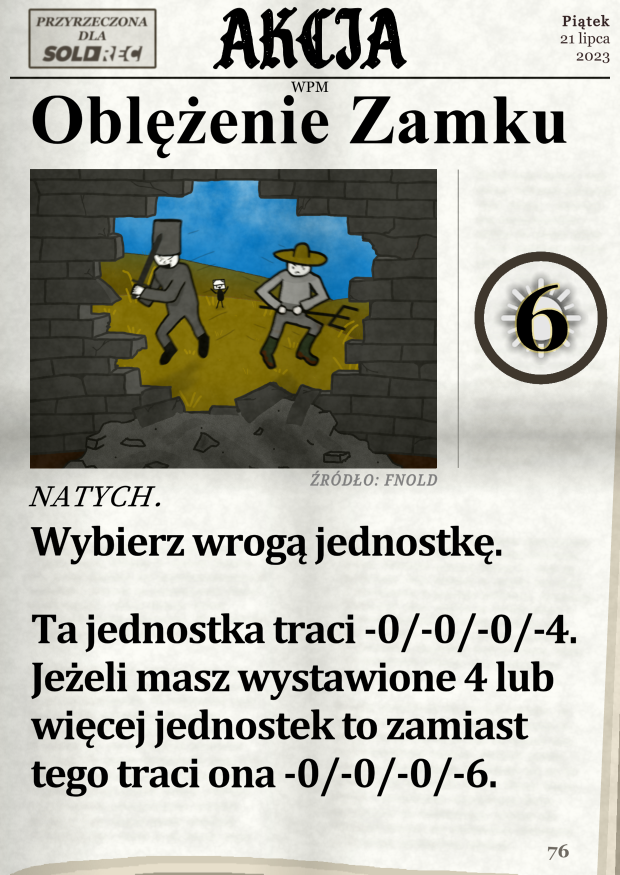 PRZYRZECZONA
DLA
SOLDREC
AKCJA
Piątek
21 lipca
2023
WPM
Oblężenie Zamku
6
ŹRÓDŁO: FNOLD
NATYCH.
Wybierz wrogą jednostkę.
Ta jednostka traci -0/-0/-0/-4.
Jeżeli masz wystawione 4 lub
więcej jednostek to zamiast
tego traci ona -0/-0/-0/-6.
76